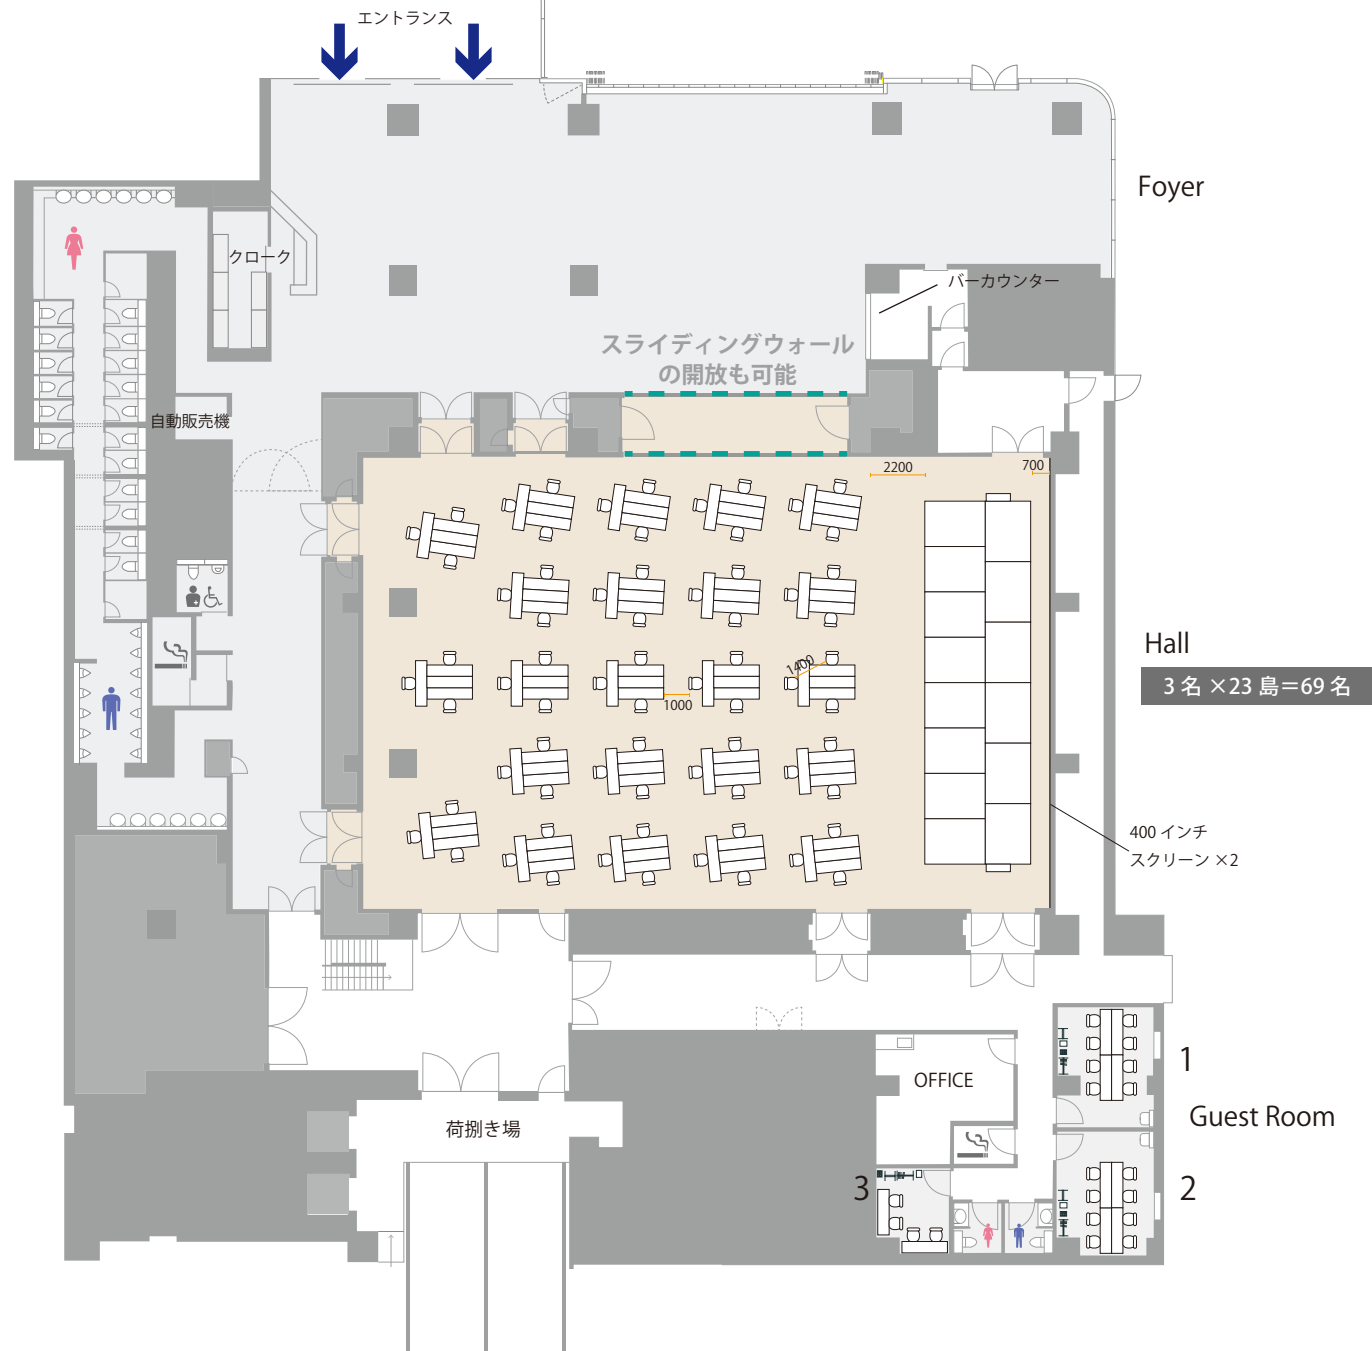 エントランス
Foyer
クローク
バーカウンター
スライディングウォール
の開放も可能
自動販売機
2200
700
Hall
3 名 ×23 島＝69 名
1400
1000
400 インチ
スクリーン ×2
1
OFFICE
Guest Room
荷捌き場
3
2